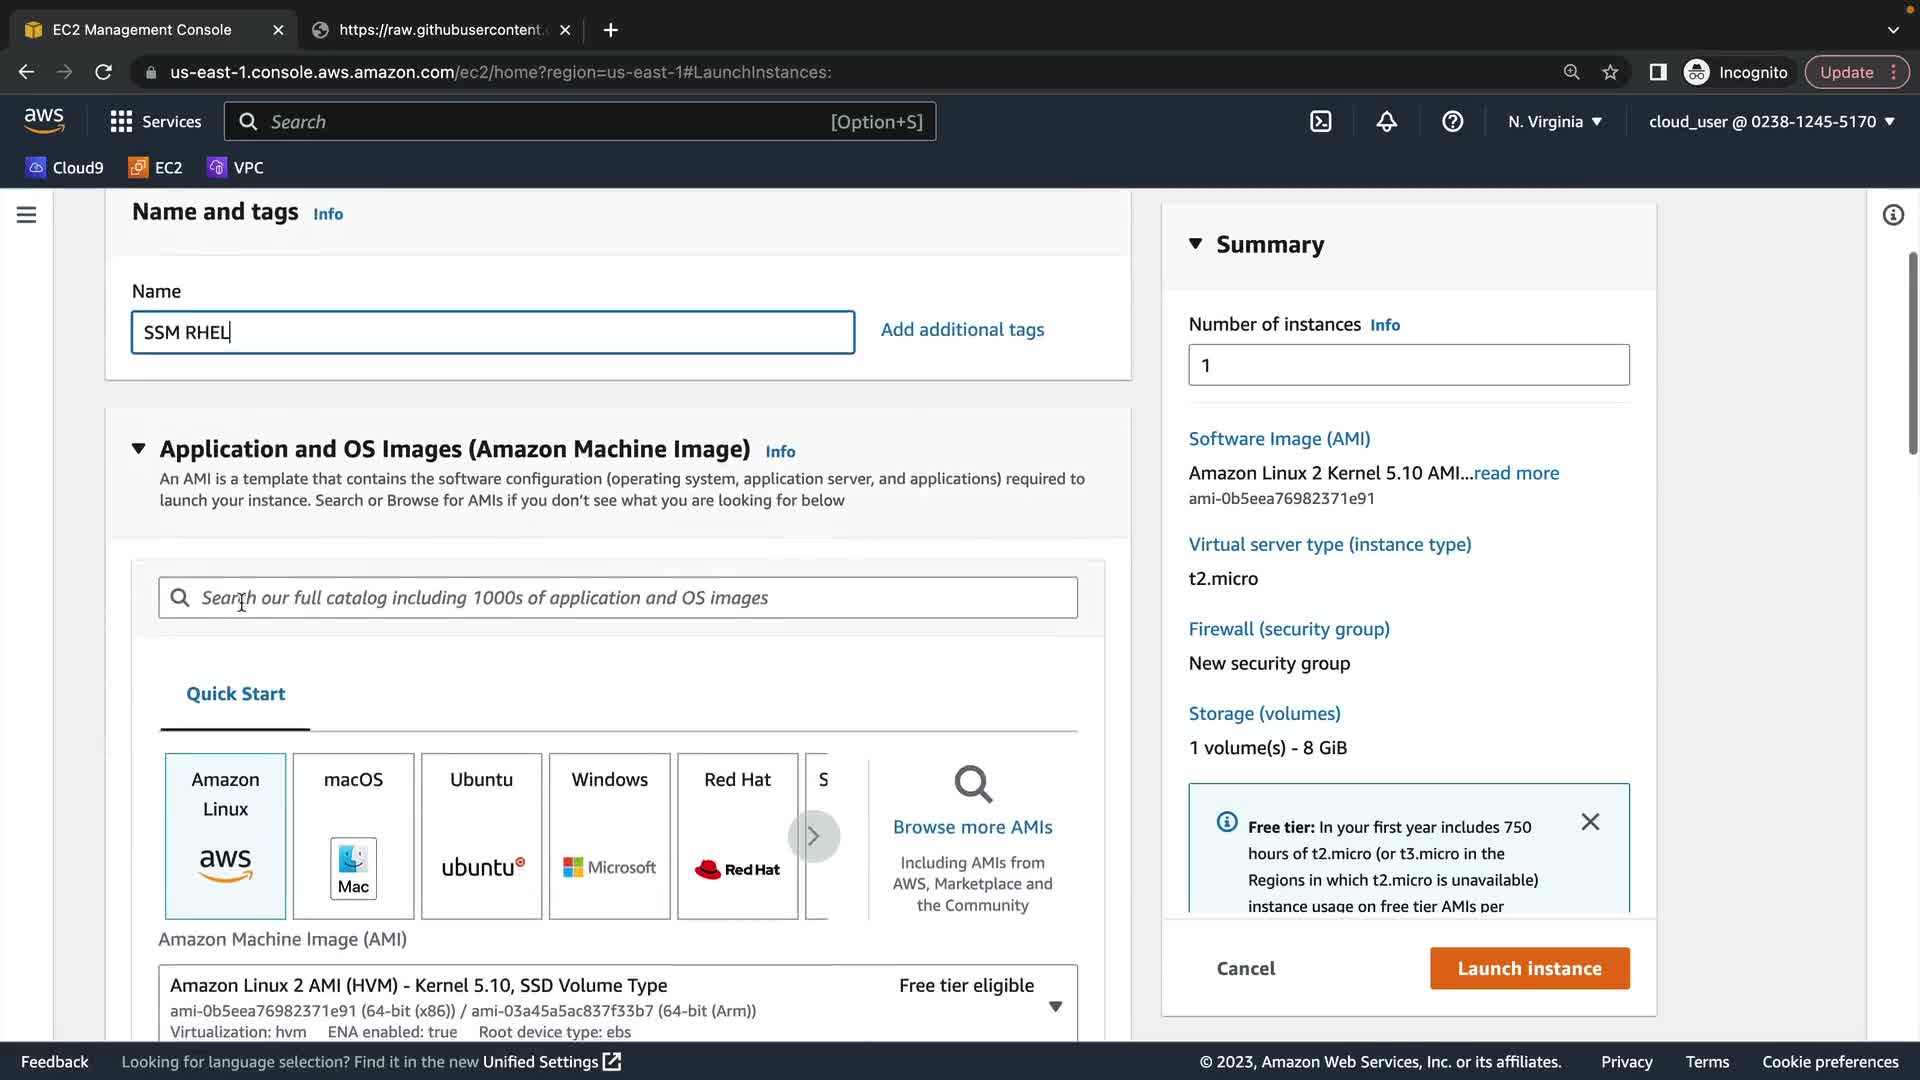 EC2 Management Console
https://raw.githubusercontent.
us-east-1.console.aws.amazon.com/ec2/home?region=us-east-1#LaunchInstances:
Incognito
Update
aws
Services
Search
[Option+S]
N. Virginia
cloud_user @ 0238-1245-5170
Cloud9
EC2
VPC
Name and tags Info
Name
SSM RHEL
Add additional tags
Application and OS Images (Amazon Machine Image) Info
An AMI is a template that contains the software configuration (operating system, application server, and applications) required to
launch your instance. Search or Browse for AMIs if you don't see what you are looking for below
Search our full catalog including 1000s of application and OS images
Quick Start
Amazon
Linux
aws
macOS
Mac
Ubuntu
ubuntu
Windows
Microsoft
Red Hat
Red Hat
S
Browse more AMIs
Including AMIs from
AWS, Marketplace and
the Community
Amazon Machine Image (AMI)
Amazon Linux 2 AMI (HVM) - Kernel 5.10, SSD Volume Type
Free tier eligible
ami-0b5eea76982371e91 (64-bit (x86)) / ami-03a45a5ac837f33b7 (64-bit (Arm))
Virtualization: hvm ENA enabled: true Root device type: ebs
Summary
Number of instances Info
1
Software Image (AMI)
Amazon Linux 2 Kernel 5.10 AMI...read more
ami-0b5eea76982371e91
Virtual server type (instance type)
t2.micro
Firewall (security group)
New security group
Storage (volumes)
1 volume(s) - 8 GiB
Free tier: In your first year includes 750
hours of t2.micro (or t3.micro in the
Regions in which t2.micro is unavailable)
instance usage on free tier AMIs per
Cancel
Launch instance
Feedback
Looking for language selection? Find it in the new Unified Settings
© 2023, Amazon Web Services, Inc. or its affiliates.
Privacy
Terms
Cookie preferences